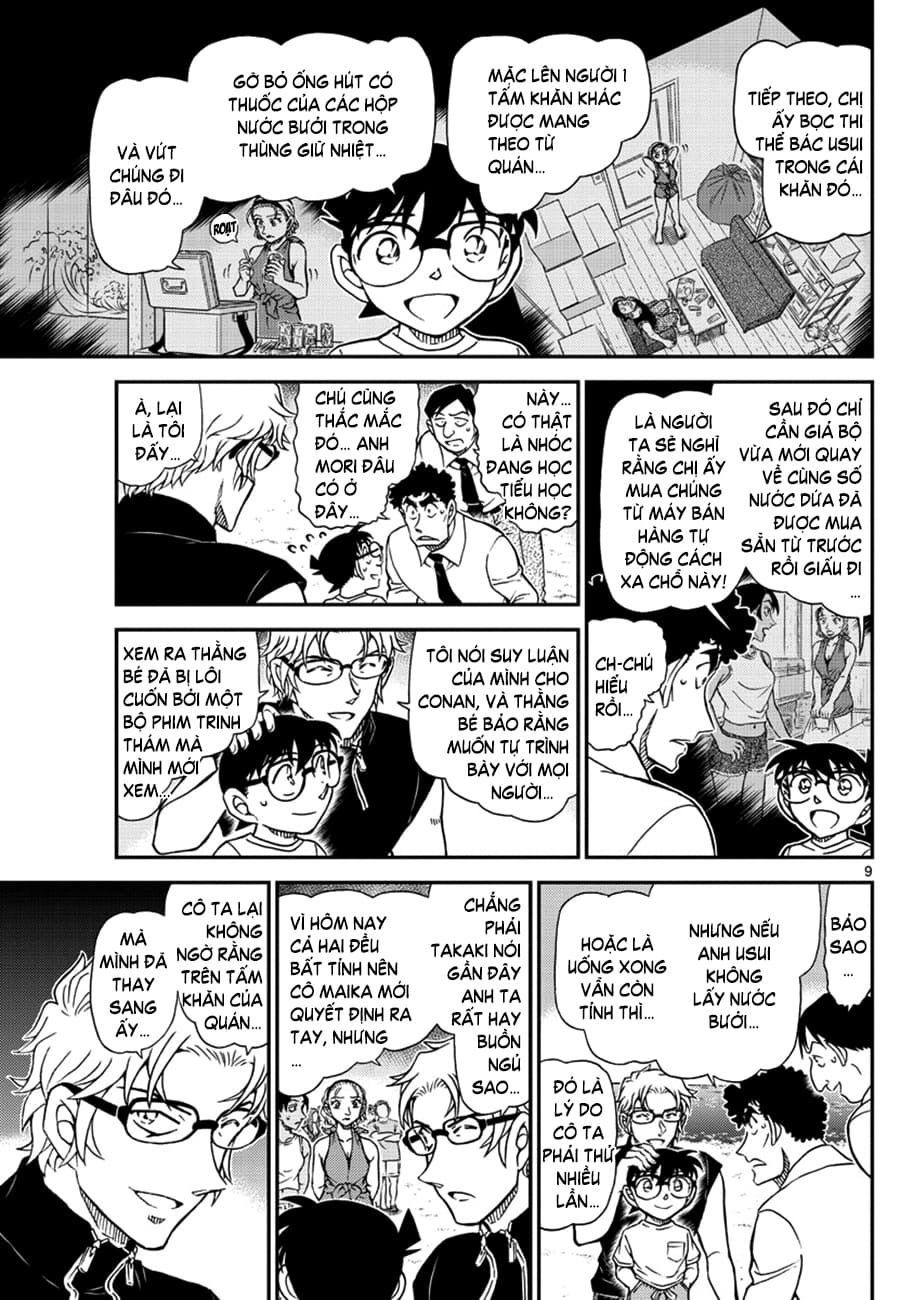 TIẾP THEO, CHỊ
ẤY BỌC THI
THỂ BÁC USUI
TRONG CÁI
KHĂN ĐÓ...
MẶC LÊN NGƯỜI 1
TẤM KHĂN KHÁC
ĐƯỢC MANG
THEO TỪ
QUÁN...
GỠ BỎ ỐNG HÚT CÓ
THUỐC CỦA CÁC HỘP
NƯỚC BƯỞI TRONG
THÙNG GIỮ NHIỆT...
VÀ VỨT
CHÚNG ĐI
ĐÂU ĐÓ...
ROẠT
SAU ĐÓ CHỈ
CẦN GIẢ BỘ
VỪA MỚI QUAY
VỀ CÙNG SỐ
NƯỚC DỪA ĐÃ
ĐƯỢC MUA
SẴN TỪ TRƯỚC
RỒI GIẤU ĐI
...
LÀ NGƯỜI
TA SẼ NGHĨ
RẰNG CHỊ ẤY
MUA CHÚNG
TỪ MÁY BÁN
HÀNG TỰ
ĐỘNG CÁCH
XA CHỔ NÀY!
CH-CHÚ
HIỂU
RỒI...
NÀY...
CÓ THẬT
LÀ NHÓC
ĐANG HỌC
TIỂU HỌC
KHÔNG?
CHÚ CŨNG
THẮC MẮC
ĐÓ... ANH
MORI ĐÂU
CÓ Ở
ĐÂY...
À, LẠI
LÀ TÔI
ĐẤY...
TÔI NÓI SUY LUẬN
CỦA MÌNH CHO
CONAN, VÀ THẰNG
BÉ BẢO RẰNG
MUỐN TỰ TRÌNH
BÀY VỚI MỌI
NGƯỜI...
XEM RA THẰNG
BÉ ĐÃ BỊ LÔI
CUỐN BỞI MỘT
BỘ PHIM TRINH
THÁM MÀ
MÌNH MỚI
XEM...
9
BẢO
SAO
...
NHƯNG NẾU
ANH USUI
KHÔNG
LẤY NƯỚC
BƯỞI...
HOẶC LÀ
UỐNG XONG
VẪN CÒN
TỈNH THÌ...
ĐÓ LÀ
LÝ DO
CÔ TA
PHẢI THỬ
NHIỀU
LẦN...
CHẲNG
PHẢI
TAKAKI NÓI
GẦN ĐÂY
ANH TA
RẤT HAY
BUỒN
NGỦ
SAO...
VÌ HÔM NAY
CẢ HAI ĐỀU
BẤT TỈNH NÊN
CÔ MAIKA MỚI
QUYẾT ĐỊNH RA
TAY, NHƯNG
...
CÔ TA LẠI
KHÔNG
NGỜ RẰNG
TRÊN TẤM
KHĂN CỦA
QUÁN...
MÀ
MÌNH ĐÃ
THAY
SANG
ẤY...